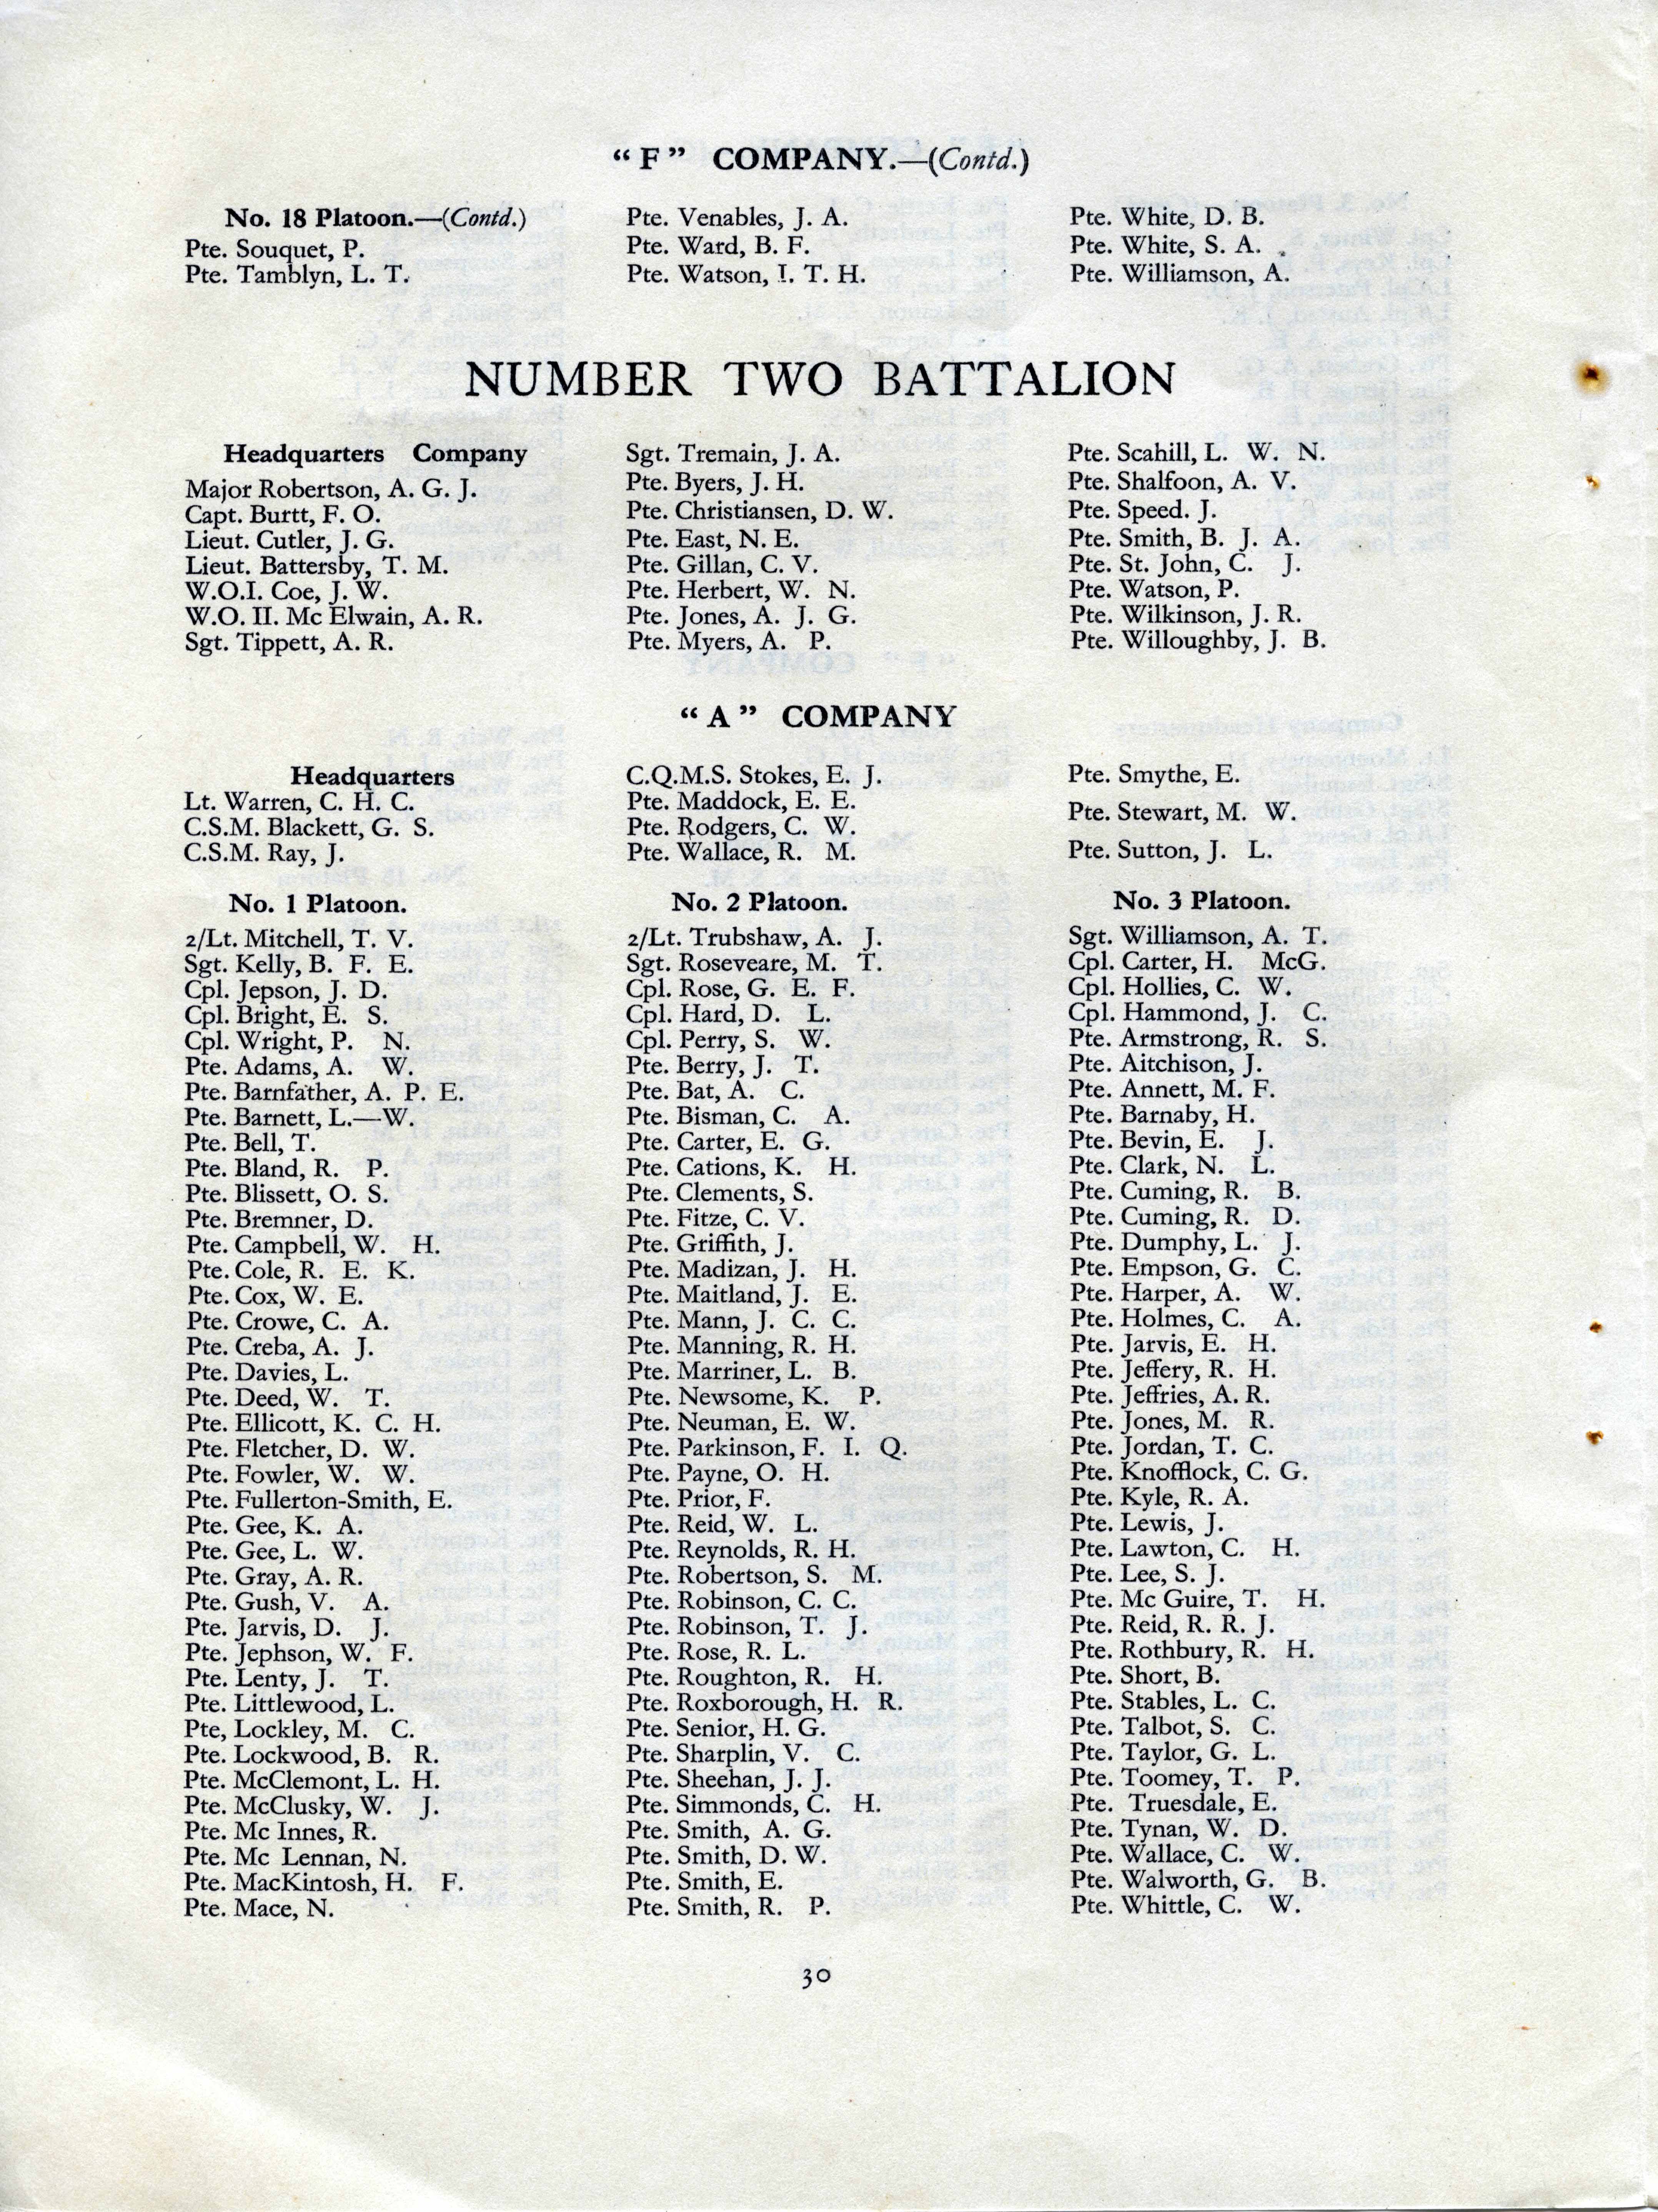 “F” COMPANY.—(Contd.)
No. 18 Platoon.—(Contd.)
Pte. Souquet, P.
Pte. Tamblyn, L. T.
Pte. Venables, J. A.
Pte. Ward, B. F.
Pte. Watson, I. T. H.
Pte. White, D. B.
Pte. White, S. A.
Pte. Williamson, A.
NUMBER TWO BATTALION
Headquarters Company
Major Robertson, A. G. J.
Capt. Burtt, F. O.
Lieut. Cutler, J. G.
Lieut. Battersby, T. M.
W.O.I. Coe, J. W.
W.O. II. Mc Elwain, A. R.
Sgt. Tippett, A. R.
Sgt. Tremain, J. A.
Pte. Byers, J. H.
Pte. Christiansen, D. W.
Pte. East, N. E.
Pte. Gillan, C. V.
Pte. Herbert, W. N.
Pte. Jones, A. J. G.
Pte. Myers, A. P.
Pte. Scahill, L. W. N.
Pte. Shalfoon, A. V.
Pte. Speed. J.
Pte. Smith, B. J. A.
Pte. St. John, C. J.
Pte. Watson, P.
Pte. Wilkinson, J. R.
Pte. Willoughby, J. B.
“A” COMPANY
Headquarters
Lt. Warren, C. H. C.
C.S.M. Blackett, G. S.
C.S.M. Ray, J.
C.Q.M.S. Stokes, E. J.
Pte. Maddock, E. E.
Pte. Rodgers, C. W.
Pte. Wallace, R. M.
Pte. Smythe, E.
Pte. Stewart, M. W.
Pte. Sutton, J. L.
No. 1 Platoon.
2/Lt. Mitchell, T. V.
Sgt. Kelly, B. F. E.
Cpl. Jepson, J. D.
Cpl. Bright, E. S.
Cpl. Wright, P. N.
Pte. Adams, A. W.
Pte. Barnfather, A. P. E.
Pte. Barnett, L.—W.
Pte. Bell, T.
Pte. Bland, R. P.
Pte. Blissett, O. S.
Pte. Bremner, D.
Pte. Campbell, W. H.
Pte. Cole, R. E. K.
Pte. Cox, W. E.
Pte. Crowe, C. A.
Pte. Creba, A. J.
Pte. Davies, L.
Pte. Deed, W. T.
Pte. Ellicott, K. C. H.
Pte. Fletcher, D. W.
Pte. Fowler, W. W.
Pte. Fullerton-Smith, E.
Pte. Gee, K. A.
Pte. Gee, L. W.
Pte. Gray, A. R.
Pte. Gush, V. A.
Pte. Jarvis, D. J.
Pte. Jephson, W. F.
Pte. Lenty, J. T.
Pte. Littlewood, L.
Pte, Lockley, M. C.
Pte. Lockwood, B. R.
Pte. McClemont, L. H.
Pte. McClusky, W. J.
Pte. Mc Innes, R.
Pte. Mc Lennan, N.
Pte. MacKintosh, H. F.
Pte. Mace, N.
No. 2 Platoon.
2/Lt. Trubshaw, A. J.
Sgt. Roseveare, M. T.
Cpl. Rose, G. E. F.
Cpl. Hard, D. L.
Cpl. Perry, S. W.
Pte. Berry, J. T.
Pte. Bat, A. C.
Pte. Bisman, C. A.
Pte. Carter, E. G.
Pte. Cations, K. H.
Pte. Clements, S.
Pte. Fitze, C. V.
Pte. Griffith, J.
Pte. Madizan, J. H.
Pte. Maitland, J. E.
Pte. Mann, J. C. C.
Pte. Manning, R. H.
Pte. Marriner, L. B.
Pte. Newsome, K. P.
Pte. Neuman, E. W.
Pte. Parkinson, F. I. Q.
Pte. Payne, O. H.
Pte. Prior, F.
Pte. Reid, W. L.
Pte. Reynolds, R. H.
Pte. Robertson, S. M.
Pte. Robinson, C. C.
Pte. Robinson, T. J.
Pte. Rose, R. L.
Pte. Roughton, R. H.
Pte. Roxborough, H. R.
Pte. Senior, H. G.
Pte. Sharplin, V. C.
Pte. Sheehan, J. J.
Pte. Simmonds, C. H.
Pte. Smith, A. G.
Pte. Smith, D. W.
Pte. Smith, E.
Pte. Smith, R. P.
No. 3 Platoon.
Sgt. Williamson, A. T.
Cpl. Carter, H. McG.
Cpl. Hollies, C. W.
Cpl. Hammond, J. C.
Pte. Armstrong, R. S.
Pte. Aitchison, J.
Pte. Annett, M. F.
Pte. Barnaby, H.
Pte. Bevin, E. J.
Pte. Clark, N. L.
Pte. Cuming, R. B.
Pte. Cuming, R. D.
Pte. Dumphy, L. J.
Pte. Empson, G. C.
Pte. Harper, A. W.
Pte. Holmes, C. A.
Pte. Jarvis, E. H.
Pte. Jeffery, R. H.
Pte. Jeffries, A. R.
Pte. Jones, M. R.
Pte. Jordan, T. C.
Pte. Knofflock, C. G.
Pte. Kyle, R. A.
Pte. Lewis, J.
Pte. Lawton, C. H.
Pte. Lee, S. J.
Pte. Mc Guire, T. H.
Pte. Reid, R. R. J.
Pte. Rothbury, R. H.
Pte. Short, B.
Pte. Stables, L. C.
Pte. Talbot, S. C.
Pte. Taylor, G. L.
Pte. Toomey, T. P.
Pte. Truesdale, E.
Pte. Tynan, W. D.
Pte. Wallace, C. W.
Pte. Walworth, G. B.
Pte. Whittle, C. W.
30